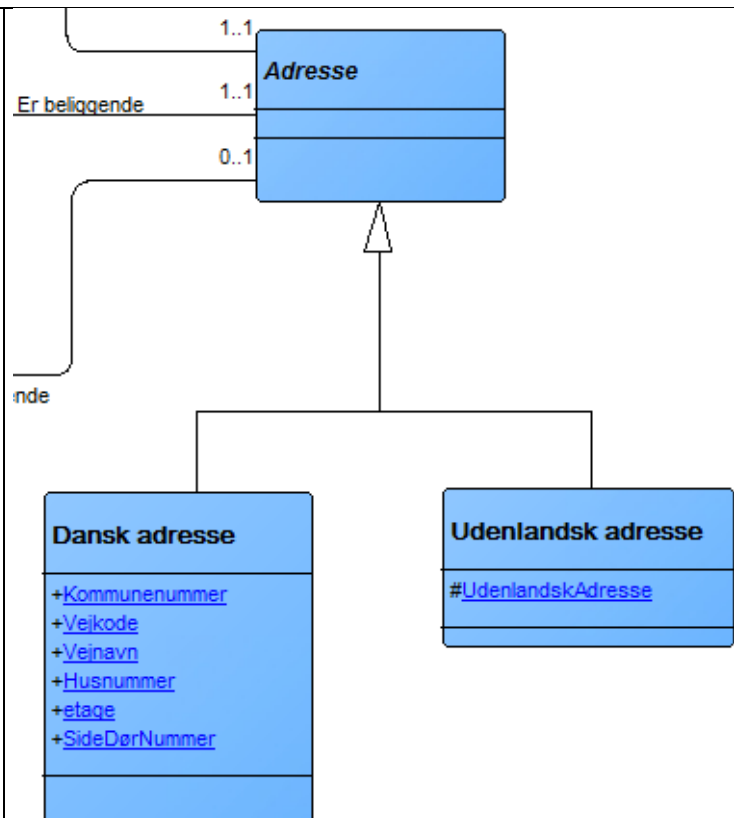 1..1
Adresse
1..1
Er beliggende
0..1
ende
Dansk adresse
+Kommunenummer
+Vejkode
+Vejnavn
+Husnummer
+etage
+SideDørNummer
Udenlandsk adresse
#UdenlandskAdresse